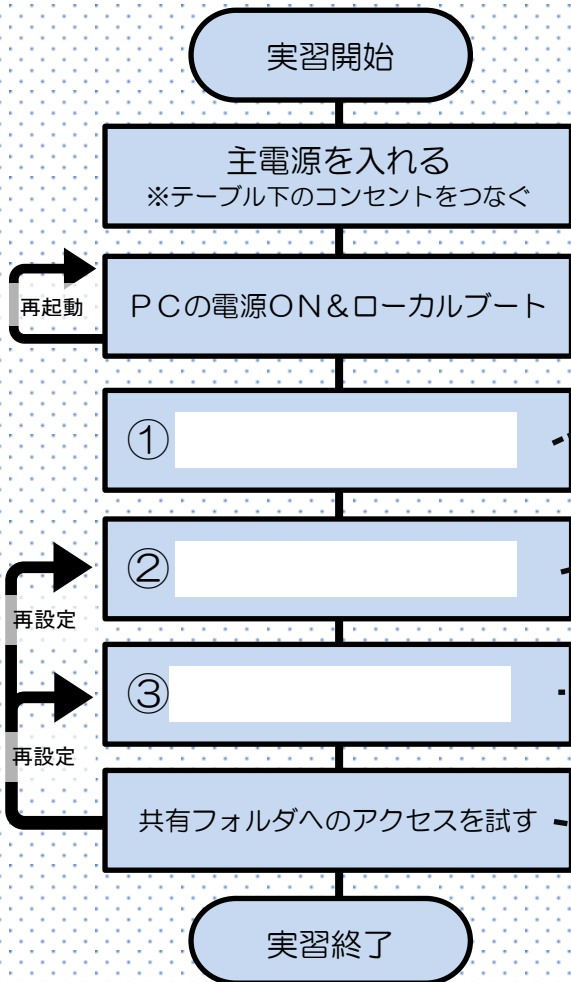 実習開始
主電源を入れる
※テーブル下のコンセントをつなぐ
再起動
ＰＣの電源ON＆ローカルブート
①
②
再設定
③
再設定
共有フォルダへのアクセスを試す
実習終了